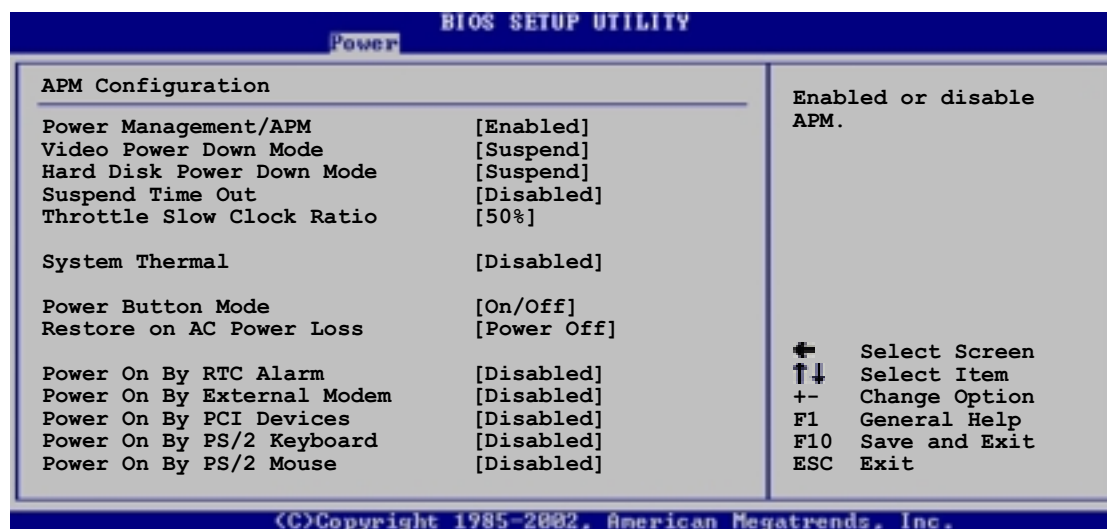 BIOS SETUP UTILITY
Power
APM Configuration
Power Management/APM [Enabled]
Video Power Down Mode [Suspend]
Hard Disk Power Down Mode [Suspend]
Suspend Time Out [Disabled]
Throttle Slow Clock Ratio [50%]
System Thermal [Disabled]
Power Button Mode [On/Off]
Restore on AC Power Loss [Power Off]
Power On By RTC Alarm [Disabled]
Power On By External Modem [Disabled]
Power On By PCI Devices [Disabled]
Power On By PS/2 Keyboard [Disabled]
Power On By PS/2 Mouse [Disabled]
Enabled or disable
APM.
← Select Screen
↑↓ Select Item
+- Change Option
F1 General Help
F10 Save and Exit
ESC Exit
(C)Copyright 1985-2002, American Megatrends, Inc.